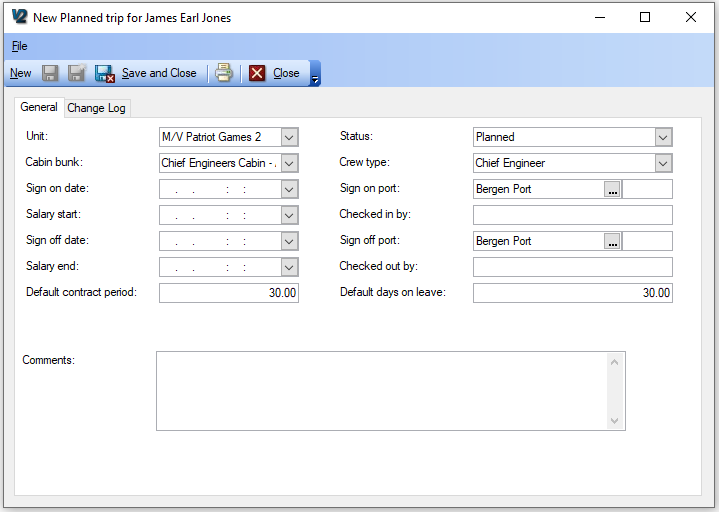 V2 New Planned trip for James Earl Jones
File
New Save and Close Close
General Change Log
Unit: M/V Patriot Games 2 Status: Planned
Cabin bunk: Chief Engineers Cabin - . Crew type: Chief Engineer
Sign on date: . . : : Sign on port: Bergen Port ...
Salary start: . . : : Checked in by:
Sign off date: . . : : Sign off port: Bergen Port ...
Salary end: . . : : Checked out by:
Default contract period: 30.00 Default days on leave: 30.00
Comments: